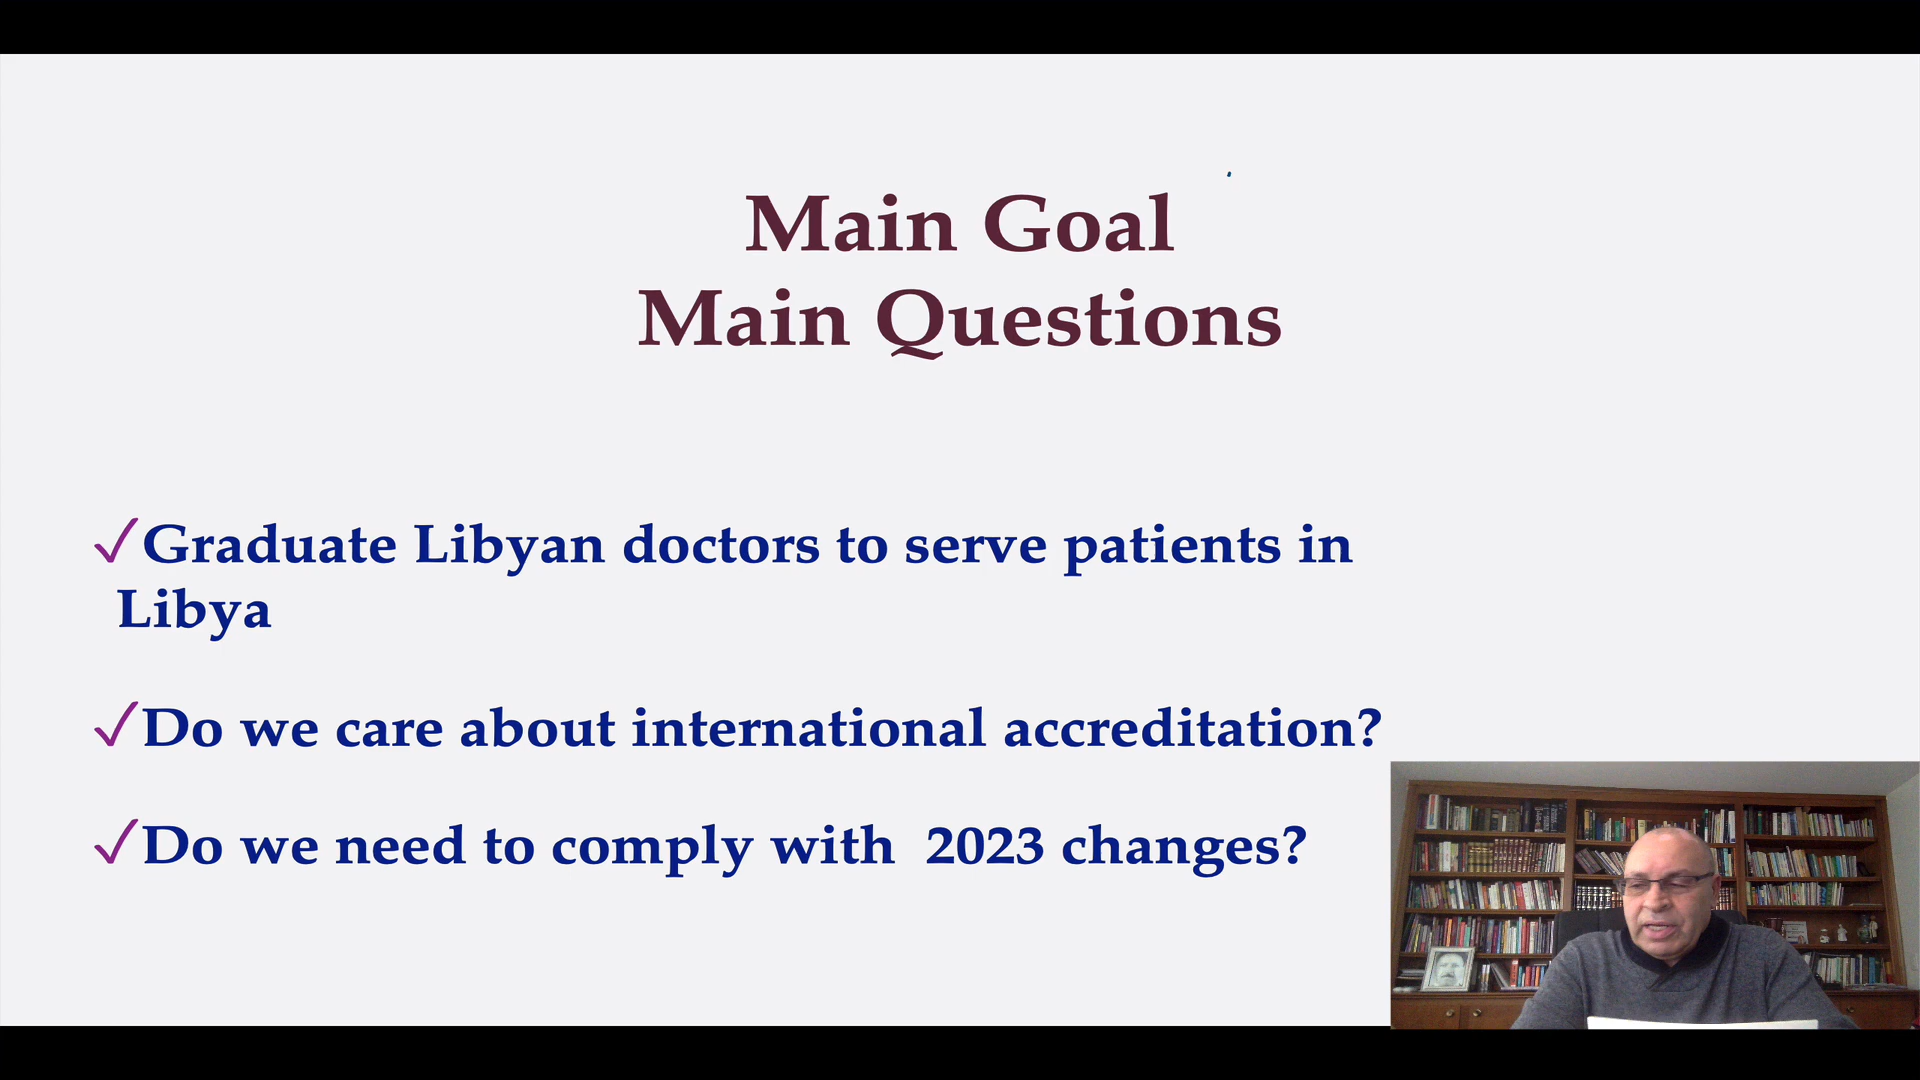 Main Goal
Main Questions
✓Graduate Libyan doctors to serve patients in
Libya
✓Do we care about international accreditation?
✓Do we need to comply with  2023 changes?